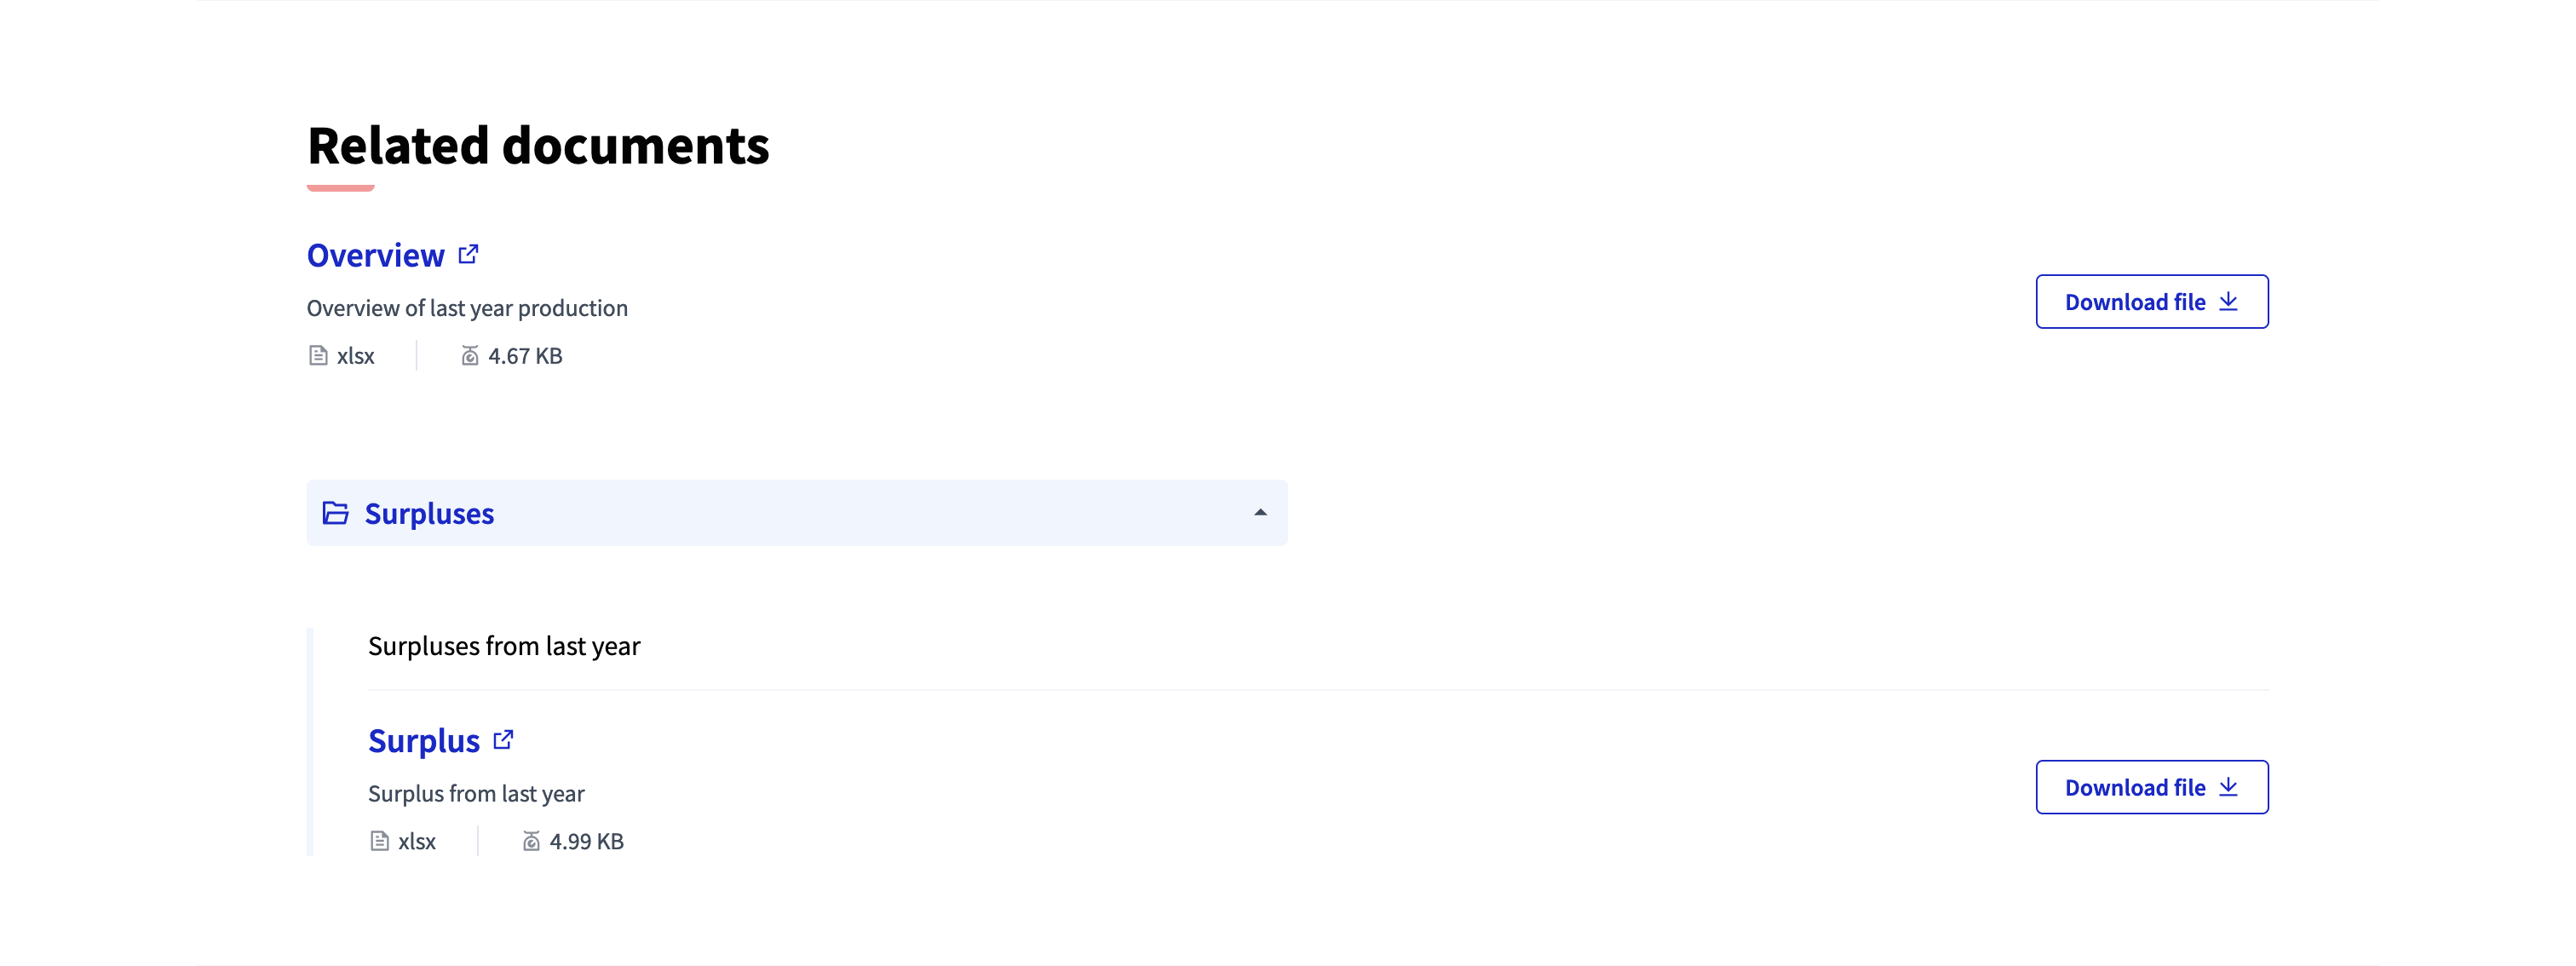 Related documents
Overview
Overview of last year production
xlsx 4.67 KB
Download file
Surpluses
Surpluses from last year
Surplus
Surplus from last year
xlsx 4.99 KB
Download file